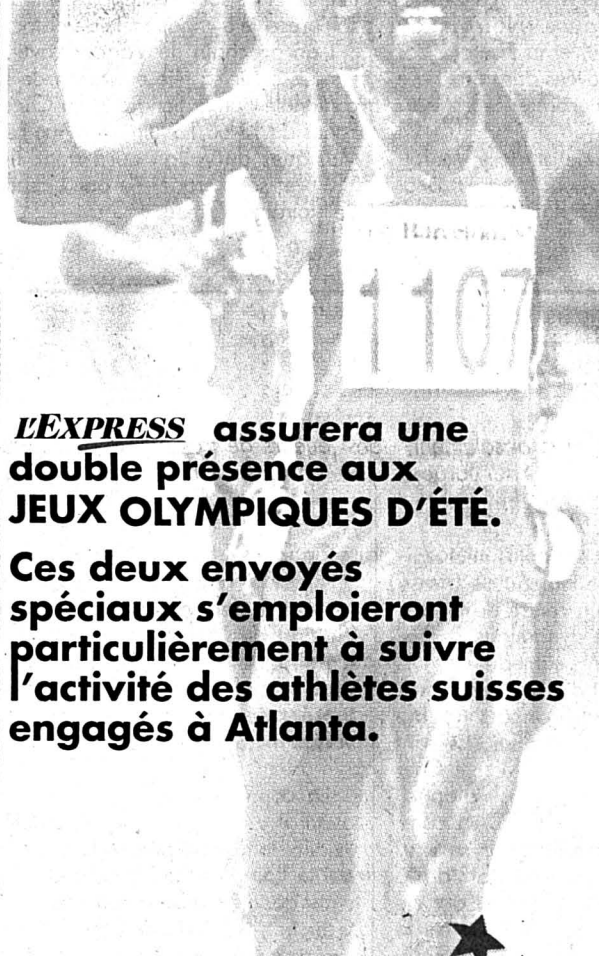 Barcelona
1107
L'EXPRESS assurera une
double présence aux
JEUX OLYMPIQUES D'ÉTÉ.
Ces deux envoyés
spéciaux s'emploieront
particulièrement à suivre
l'activité des athlètes suisses
engagés à Atlanta.